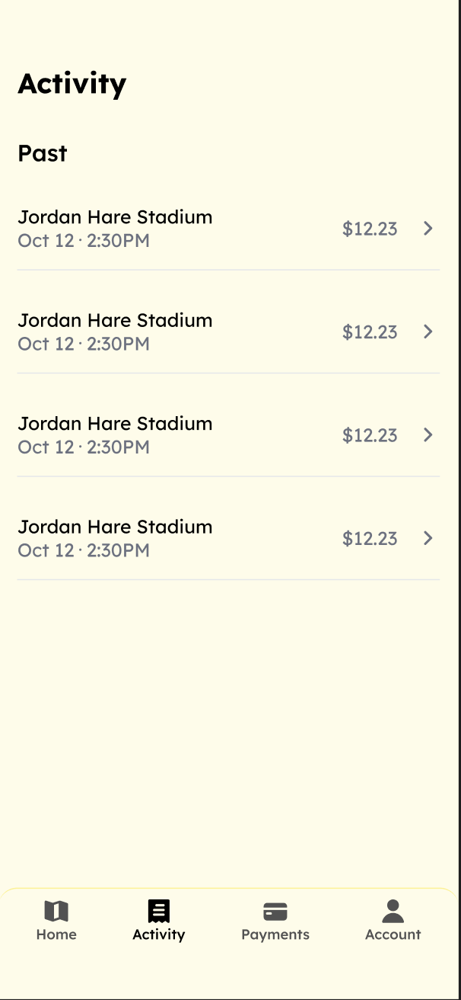 Activity
Past
Jordan Hare Stadium
Oct 12 · 2:30PM
$12.23
Jordan Hare Stadium
Oct 12 · 2:30PM
$12.23
Jordan Hare Stadium
Oct 12 · 2:30PM
$12.23
Jordan Hare Stadium
Oct 12 · 2:30PM
$12.23
Home
Activity
Payments
Account